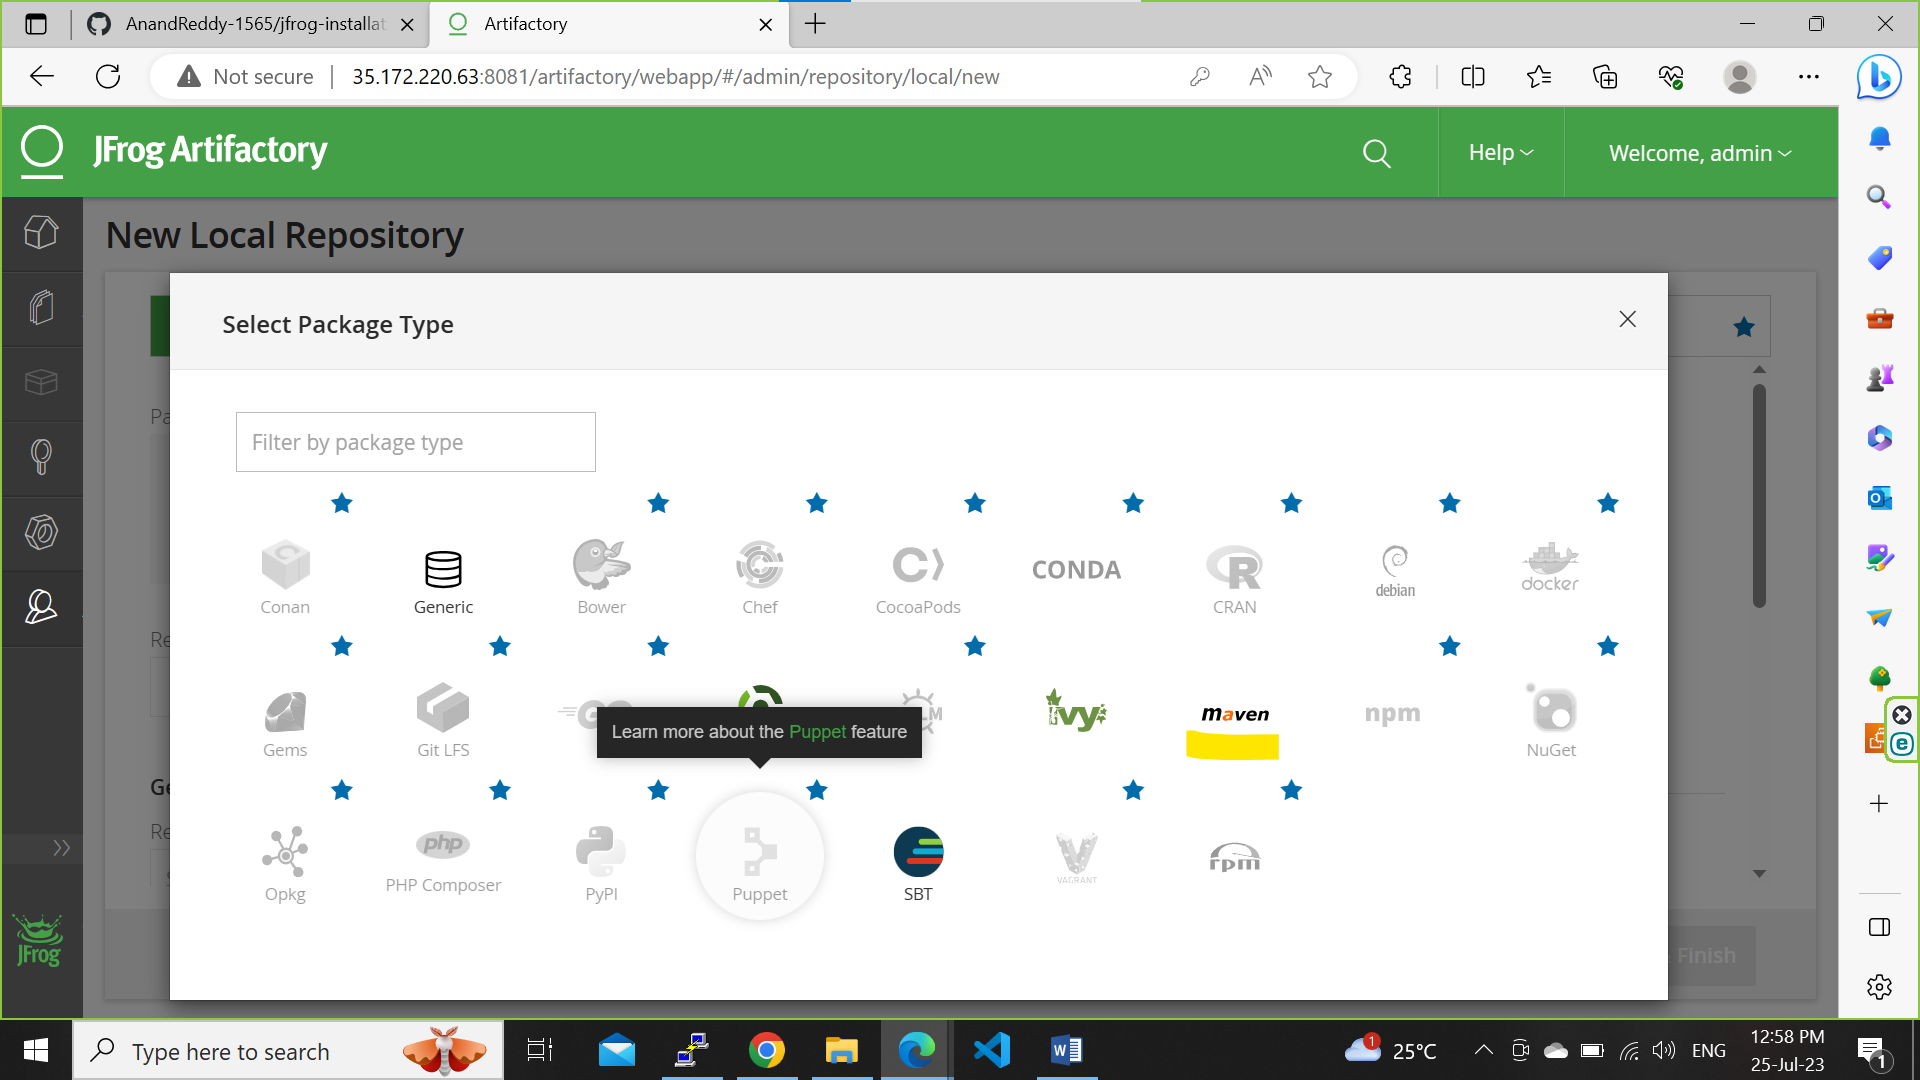 AnandReddy-1565/jfrog-installat
Artifactory
Not secure
35.172.220.63:8081/artifactory/webapp/#/admin/repository/local/new
JFrog Artifactory
Help
Welcome, admin
New Local Repository
Select Package Type
Pa
Filter by package type
Conan
Generic
Bower
Chef
CocoaPods
CONDA
CRAN
debian
docker
Re
Gems
Git LFS
GO
LM
Ivy
maven
npm
NuGet
Learn more about the Puppet feature
Ge
Re
Opkg
PHP Composer
php
PyPI
Puppet
SBT
VAGRANT
rpm
JFrog
Finish
Type here to search
1
25°C
ENG
12:58 PM
25-Jul-23
1